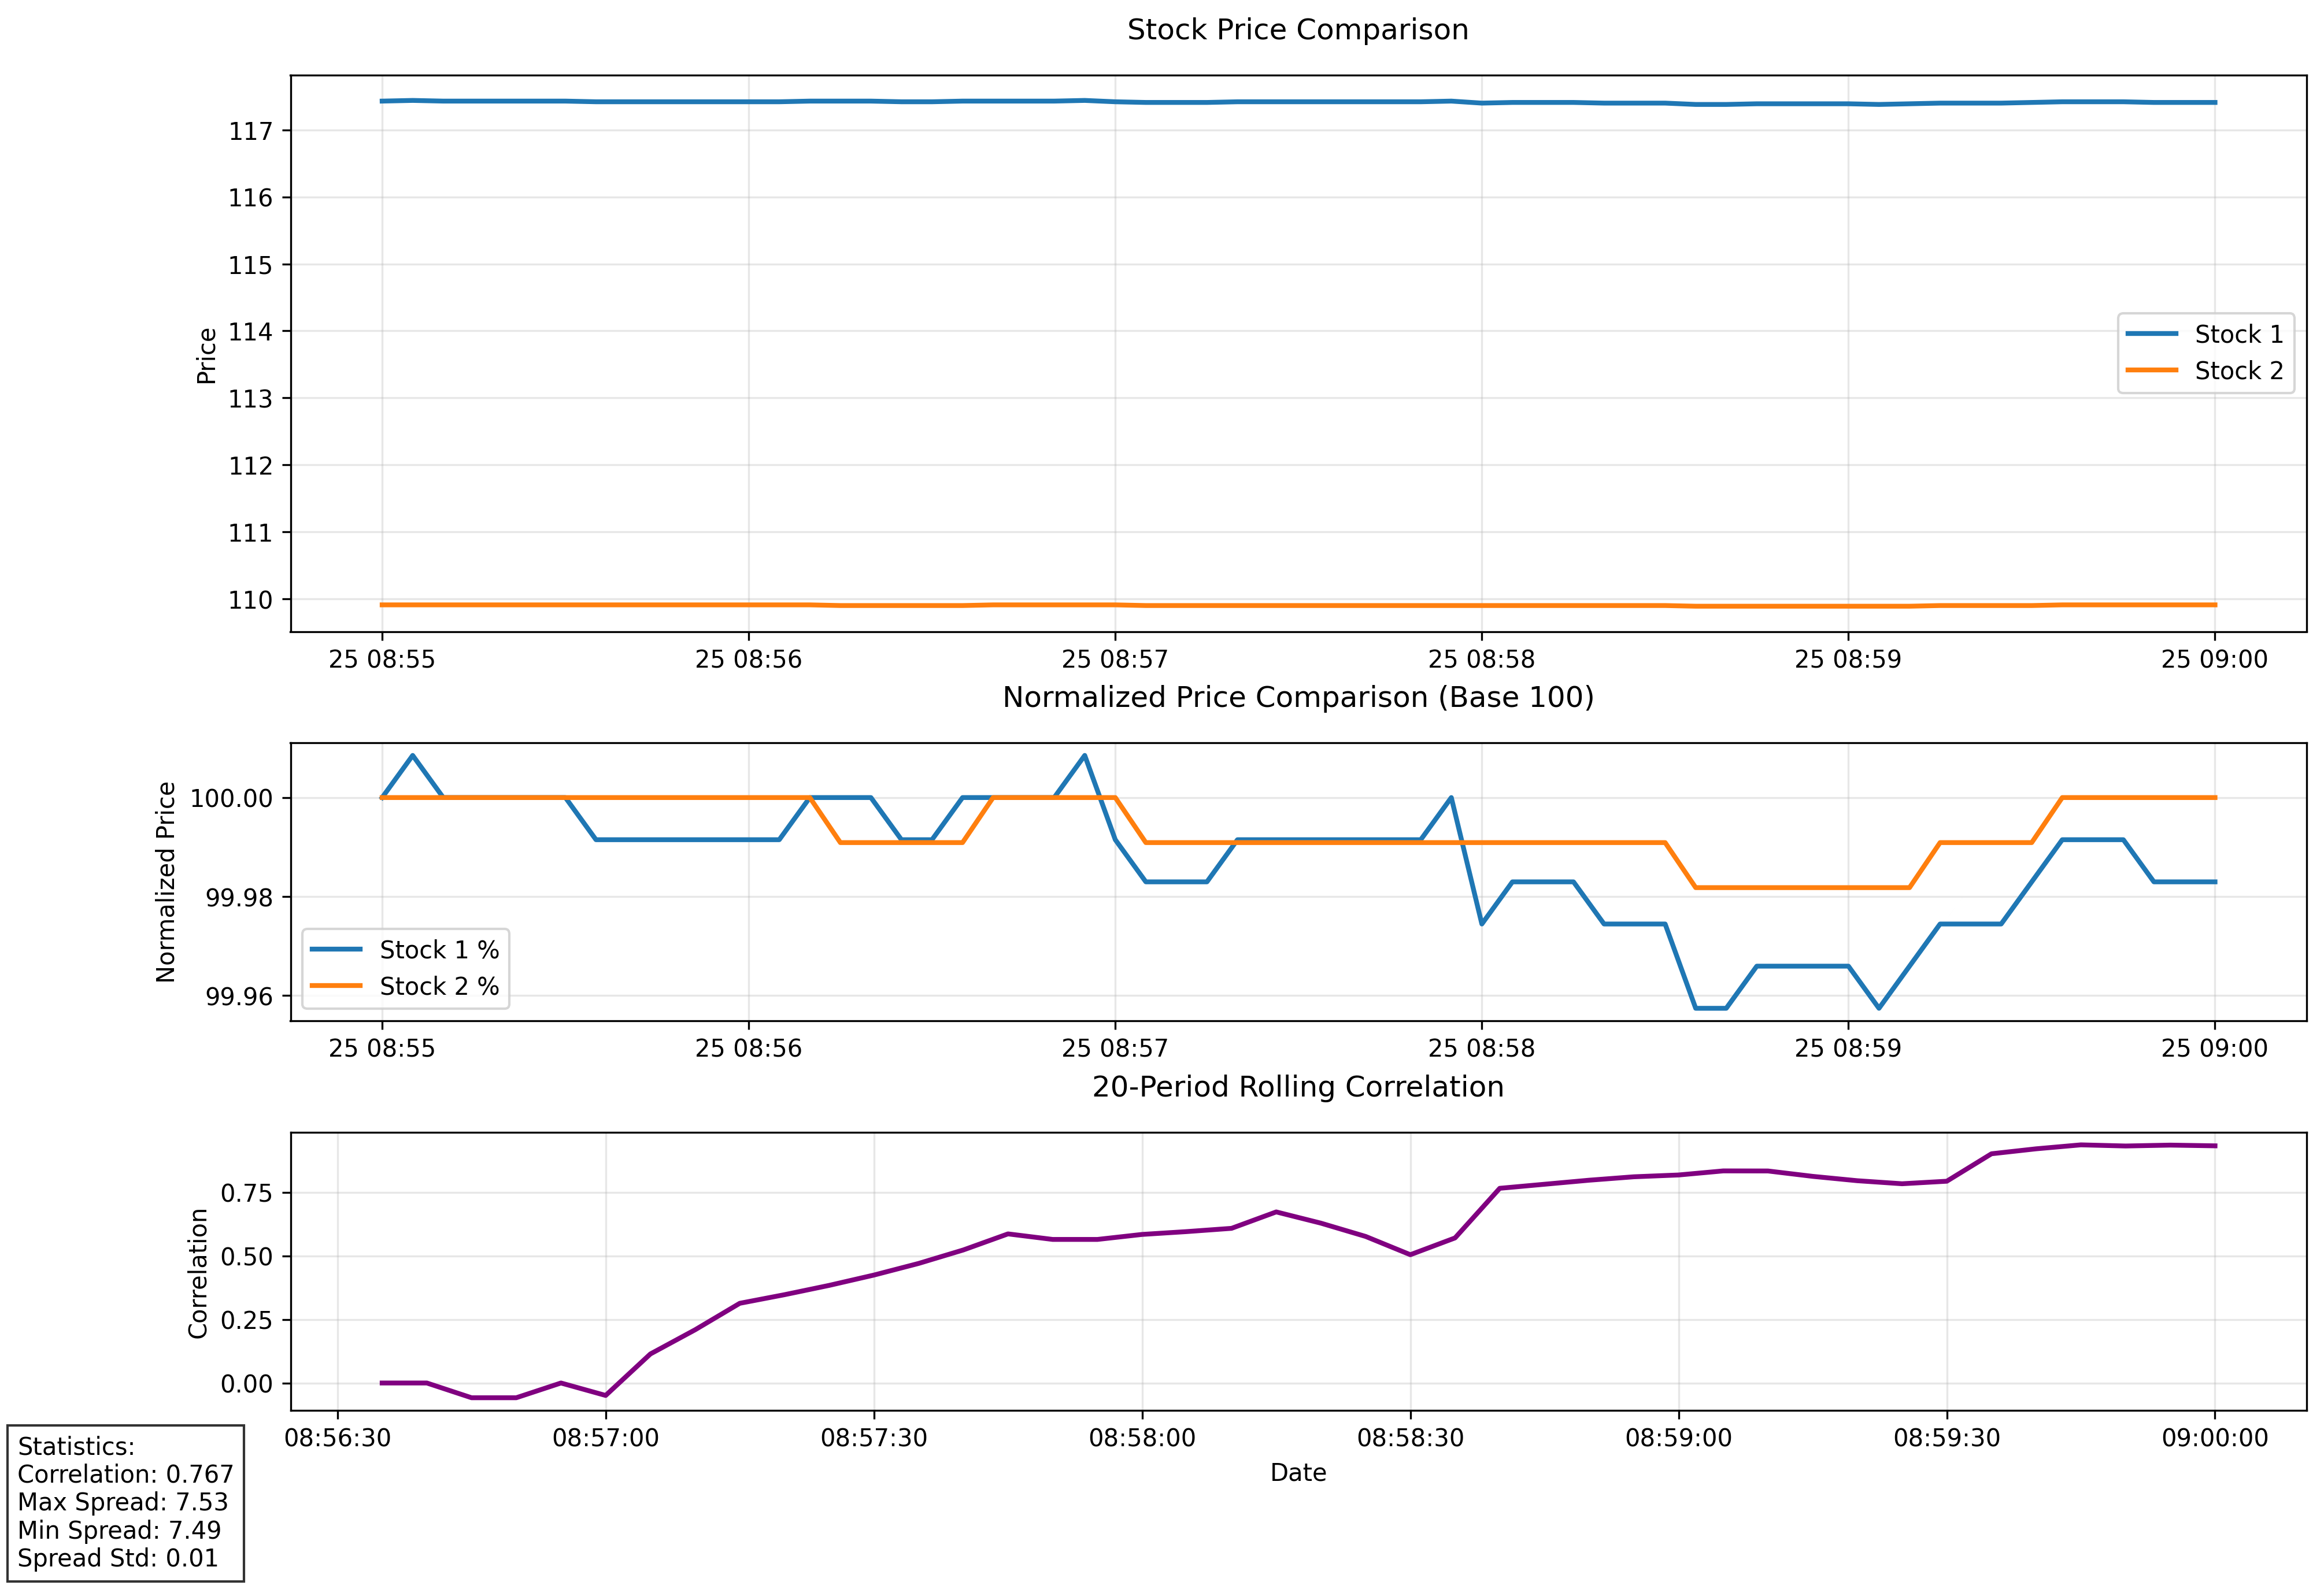 Stock Price Comparison
Price
117
116
115
114
113
112
111
110
Stock 1
Stock 2
25 08:55 25 08:56 25 08:57 25 08:58 25 08:59 25 09:00
Normalized Price Comparison (Base 100)
Normalized Price
100.00
99.98
99.96
Stock 1 %
Stock 2 %
25 08:55 25 08:56 25 08:57 25 08:58 25 08:59 25 09:00
20-Period Rolling Correlation
Correlation
0.75
0.50
0.25
0.00
08:56:30 08:57:00 08:57:30 08:58:00 08:58:30 08:59:00 08:59:30 09:00:00
Date
Statistics:
Correlation: 0.767
Max Spread: 7.53
Min Spread: 7.49
Spread Std: 0.01